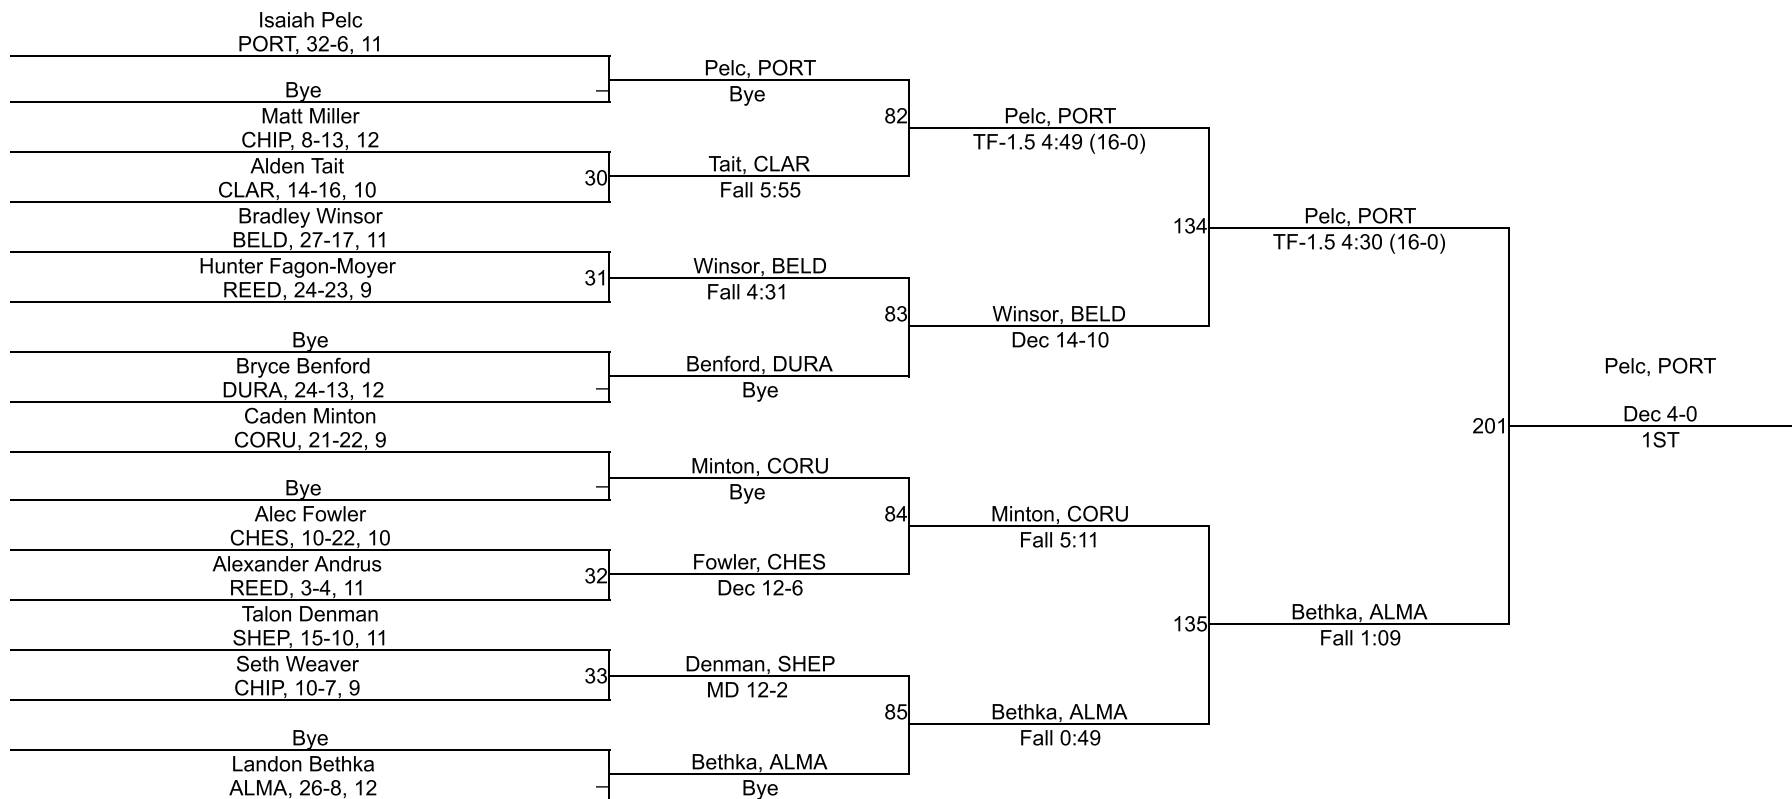 Isaiah Pelc
PORT, 32-6, 11
Bye
Matt Miller
CHIP, 8-13, 12
Alden Tait
CLAR, 14-16, 10
30
Bradley Winsor
BELD, 27-17, 11
Hunter Fagon-Moyer
REED, 24-23, 9
31
Bye
Bryce Benford
DURA, 24-13, 12
Caden Minton
CORU, 21-22, 9
Bye
Alec Fowler
CHES, 10-22, 10
Alexander Andrus
REED, 3-4, 11
32
Talon Denman
SHEP, 15-10, 11
Seth Weaver
CHIP, 10-7, 9
33
Bye
Landon Bethka
ALMA, 26-8, 12
Pelc, PORT
Bye
82
Tait, CLAR
Fall 5:55
Winsor, BELD
Fall 4:31
83
Benford, DURA
Bye
Minton, CORU
Bye
84
Fowler, CHES
Dec 12-6
Denman, SHEP
MD 12-2
85
Bethka, ALMA
Bye
Pelc, PORT
TF-1.5 4:49 (16-0)
134
Winsor, BELD
Dec 14-10
Minton, CORU
Fall 5:11
135
Bethka, ALMA
Fall 0:49
Pelc, PORT
TF-1.5 4:30 (16-0)
201
Bethka, ALMA
Fall 1:09
Pelc, PORT
Dec 4-0
1ST